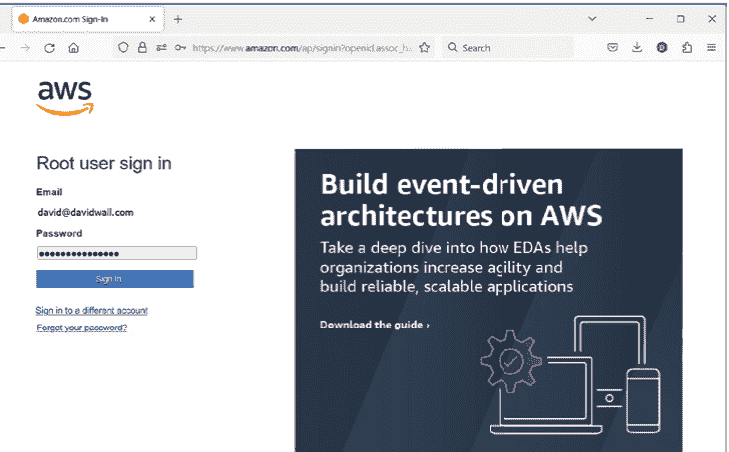 Amazon.com Sign-In
https://www.amazon.com/ap/signin?openid.assoc_h...
Search
aws
Root user sign in
Email
david@davidwall.com
Password
••••••••••••••••
Sign in
Sign in to a different account
Forgot your password?
Build event-driven
architectures on AWS
Take a deep dive into how EDAs help
organizations increase agility and
build reliable, scalable applications
Download the guide ›